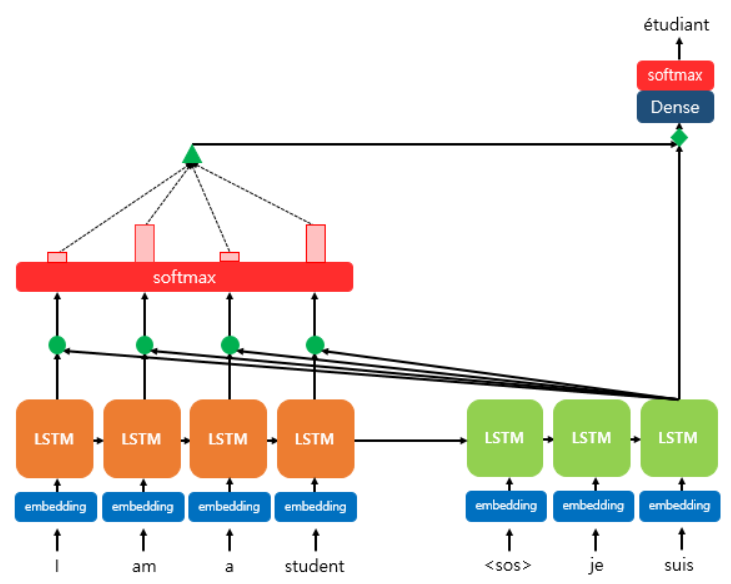 étudiant
softmax
Dense
softmax
LSTM LSTM LSTM LSTM LSTM LSTM LSTM
embedding embedding embedding embedding embedding embedding embedding
I am a student <sos> je suis